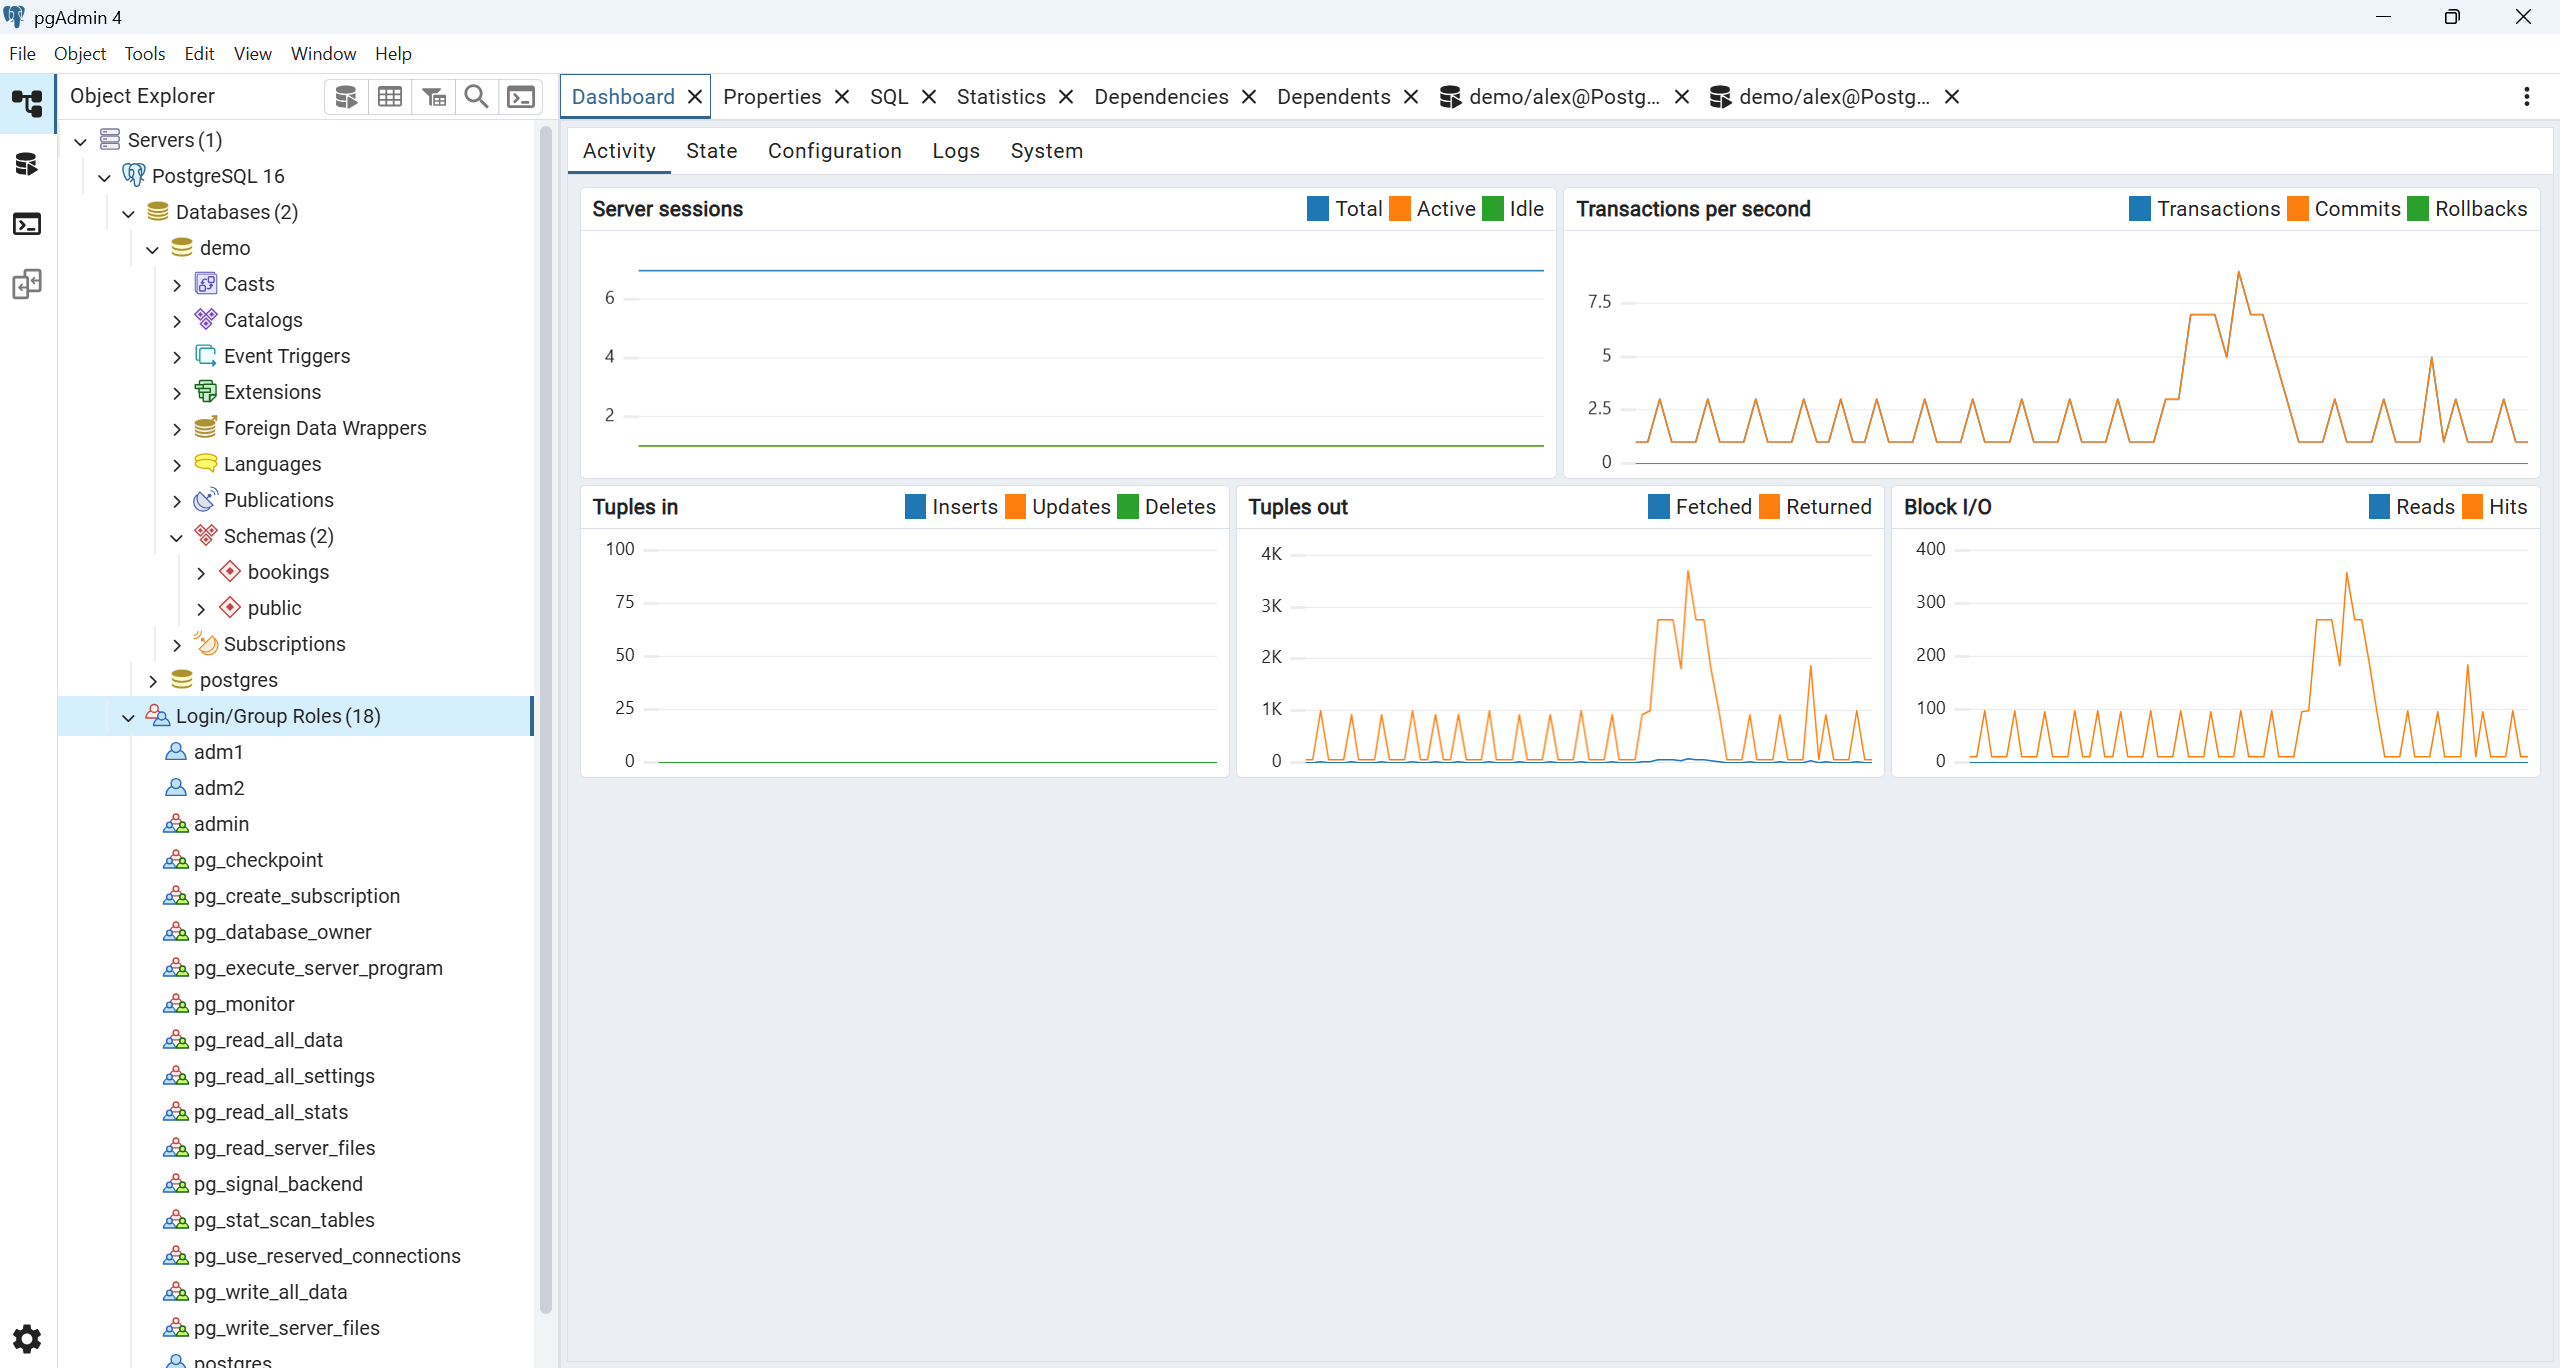 pgAdmin 4
File Object Tools Edit View Window Help
Object Explorer
Servers (1)
PostgreSQL 16
Databases (2)
demo
Casts
Catalogs
Event Triggers
Extensions
Foreign Data Wrappers
Languages
Publications
Schemas (2)
bookings
public
Subscriptions
postgres
Login/Group Roles (18)
adm1
adm2
admin
pg_checkpoint
pg_create_subscription
pg_database_owner
pg_execute_server_program
pg_monitor
pg_read_all_data
pg_read_all_settings
pg_read_all_stats
pg_read_server_files
pg_signal_backend
pg_stat_scan_tables
pg_use_reserved_connections
pg_write_all_data
pg_write_server_files
postgres
Dashboard Properties SQL Statistics Dependencies Dependents demo/alex@Postg... demo/alex@Postg...
Activity State Configuration Logs System
Server sessions Total Active Idle
6
4
2
Transactions per second Transactions Commits Rollbacks
7.5
5
2.5
0
Tuples in Inserts Updates Deletes
100
75
50
25
0
Tuples out Fetched Returned
4K
3K
2K
1K
0
Block I/O Reads Hits
400
300
200
100
0